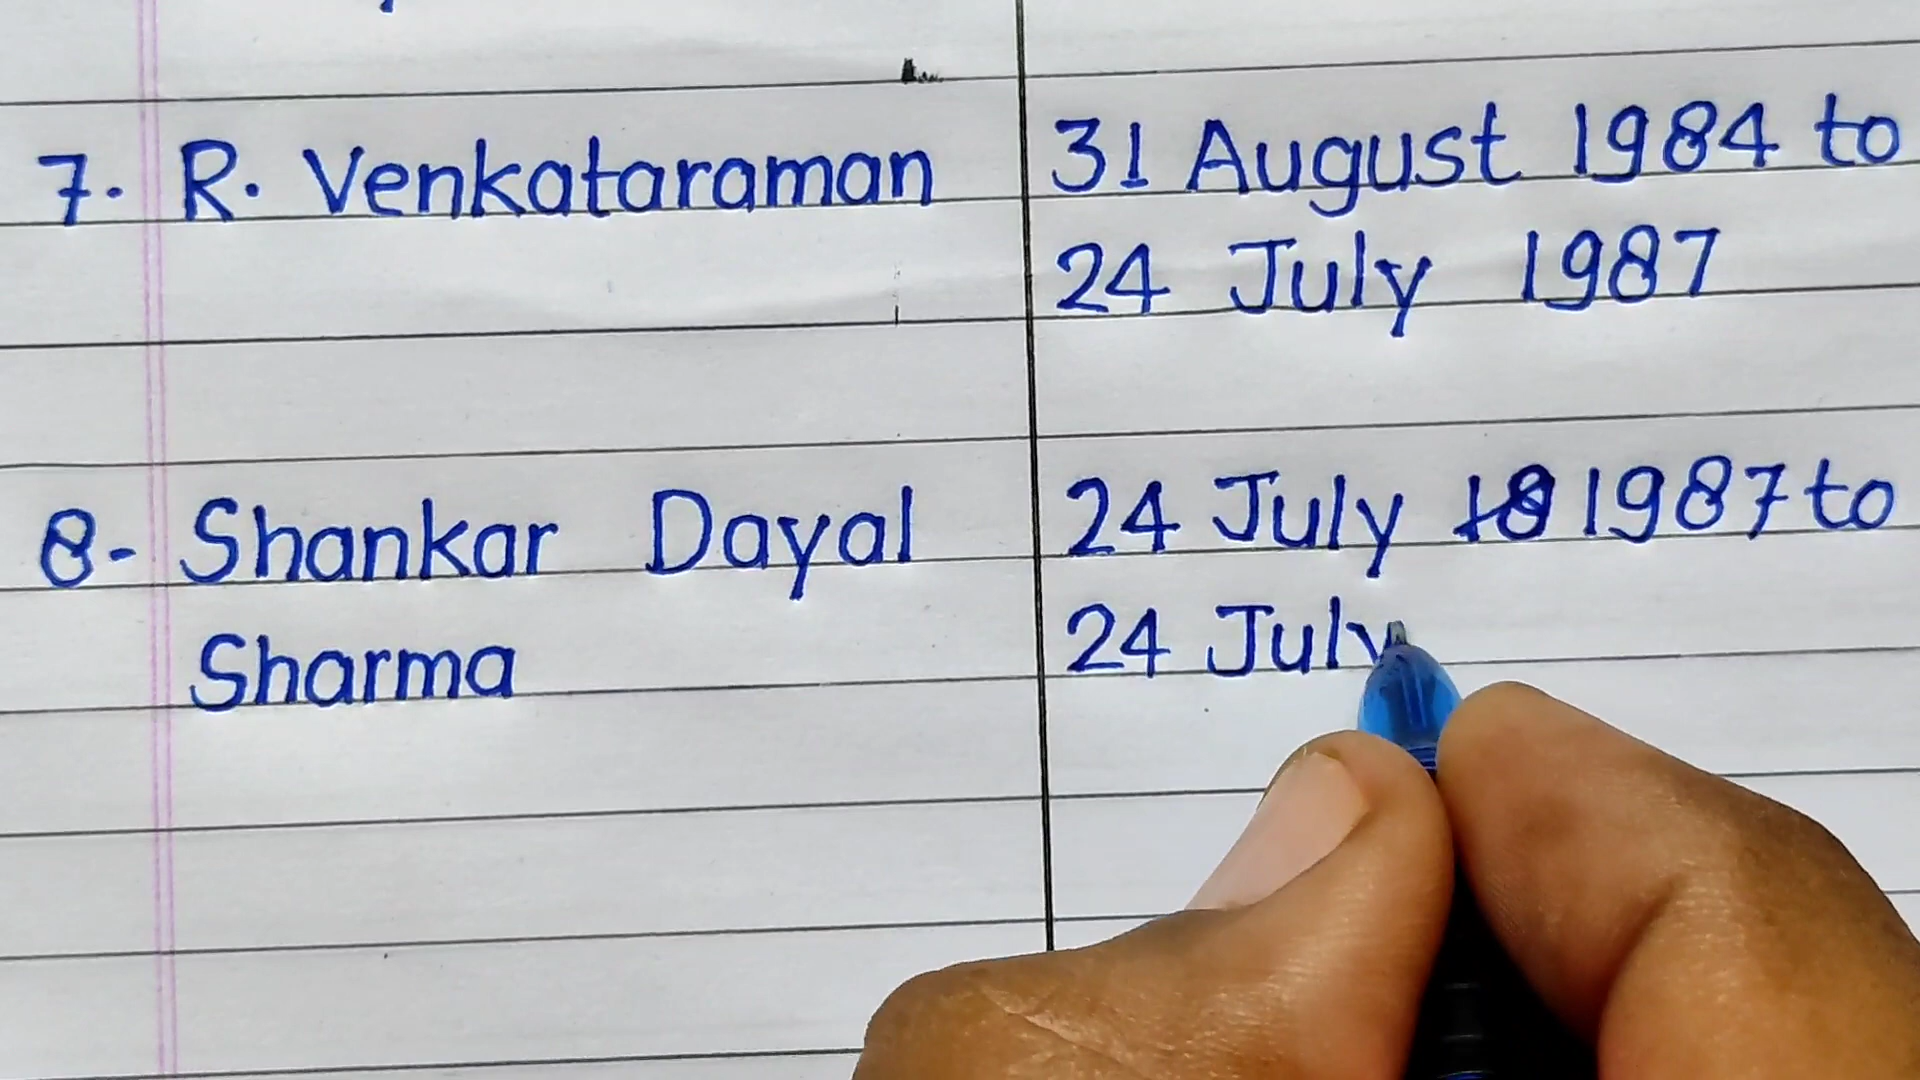 7. R. Venkataraman 31 August 1984 to
24 July 1987
8- Shankar Dayal 24 July 18 1987 to
Sharma 24 July